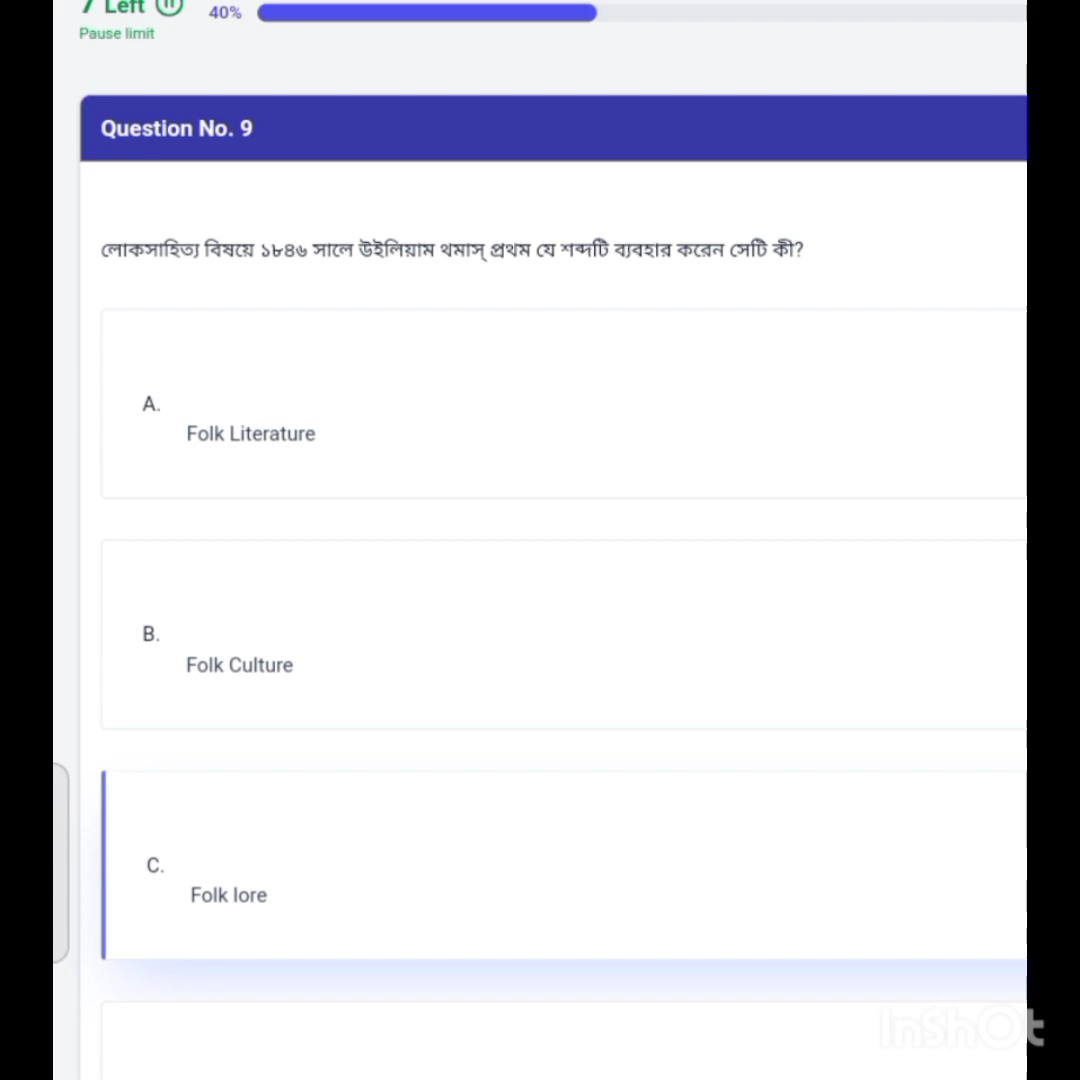 7 Left
40%
Pause limit
Question No. 9
লোকসাহিত্য বিষয়ে ১৮৪৬ সালে উইলিয়াম থমাস্ প্রথম যে শব্দটি ব্যবহার করেন সেটি কী?
A.
Folk Literature
B.
Folk Culture
C.
Folk lore
InShOt